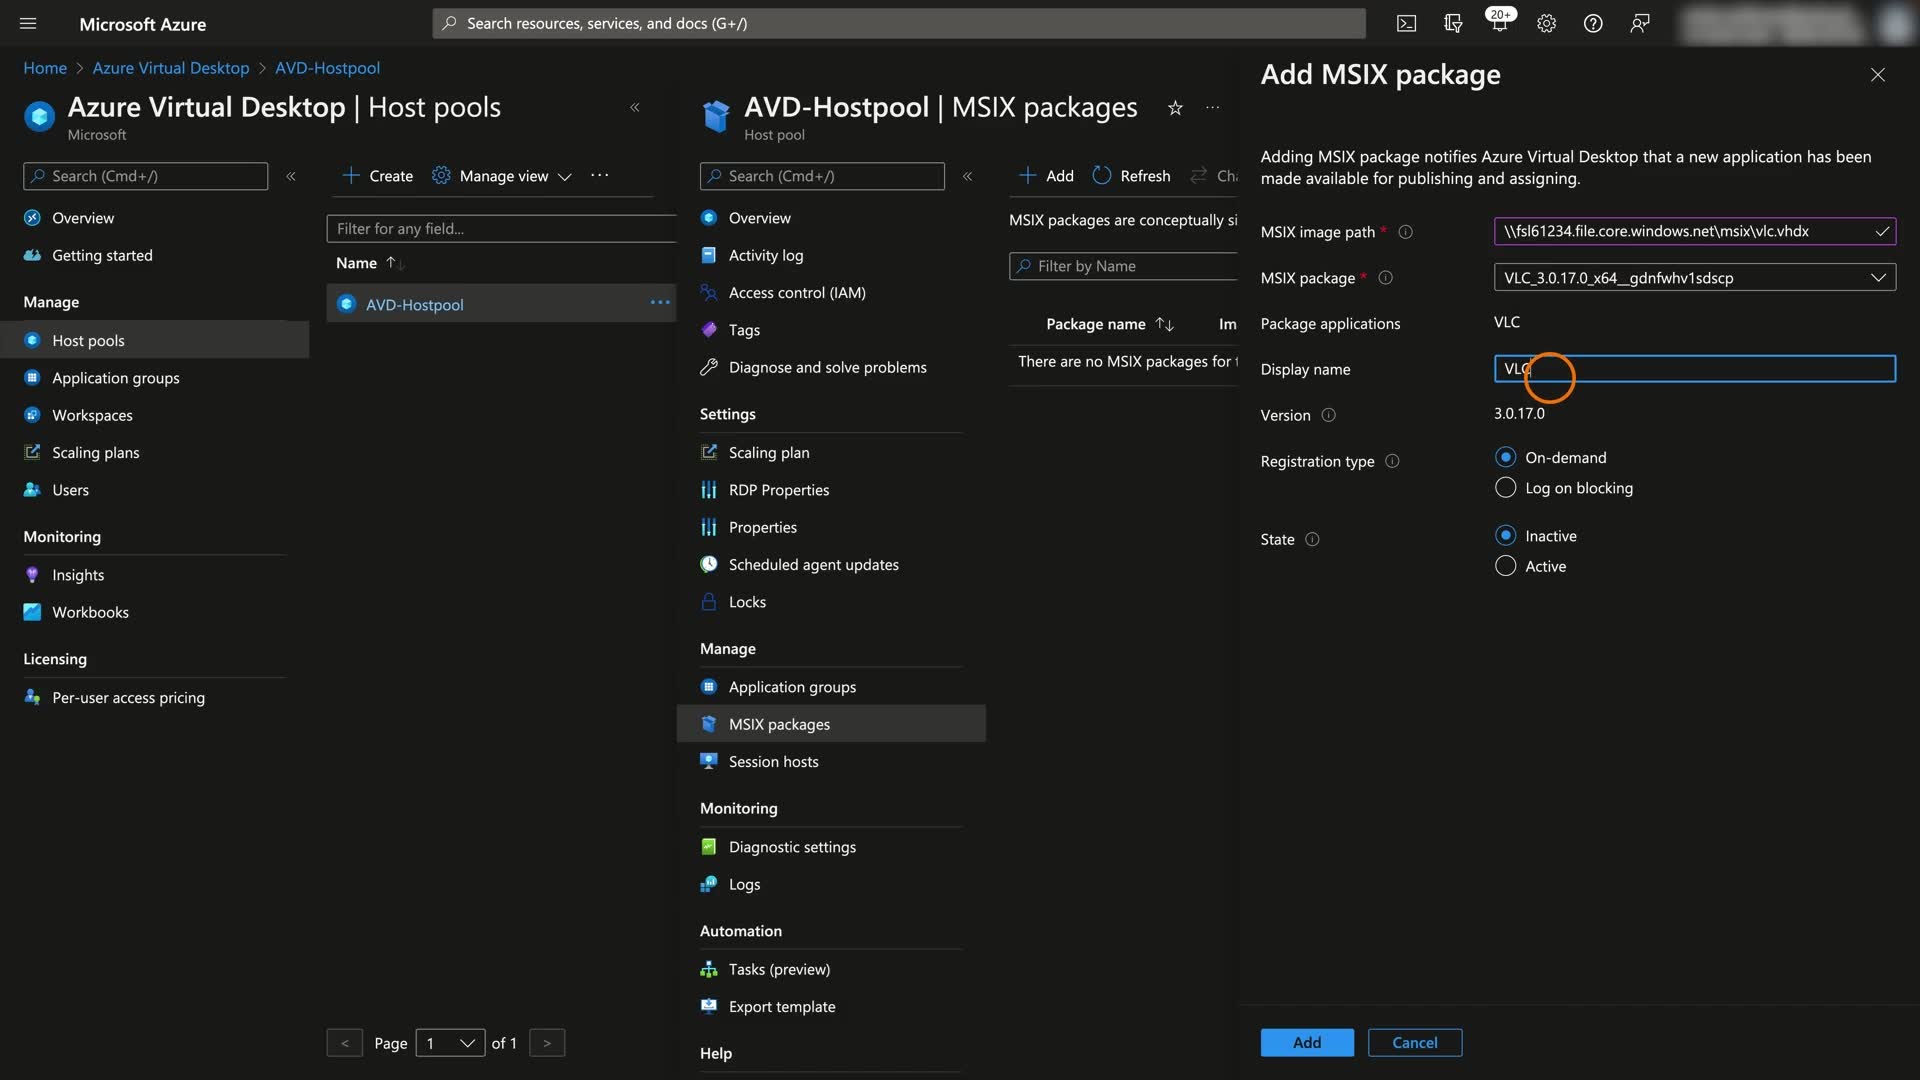 Microsoft Azure
Search resources, services, and docs (G+/)
20+
Home > Azure Virtual Desktop > AVD-Hostpool
Azure Virtual Desktop | Host pools
Microsoft
Search (Cmd+/)
Overview
Getting started
Manage
Host pools
Application groups
Workspaces
Scaling plans
Users
Monitoring
Insights
Workbooks
Licensing
Per-user access pricing
Create
Manage view
Filter for any field...
Name
AVD-Hostpool
< Page 1 of 1 >
AVD-Hostpool | MSIX packages
Host pool
Search (Cmd+/)
Overview
Activity log
Access control (IAM)
Tags
Diagnose and solve problems
Settings
Scaling plan
RDP Properties
Properties
Scheduled agent updates
Locks
Manage
Application groups
MSIX packages
Session hosts
Monitoring
Diagnostic settings
Logs
Automation
Tasks (preview)
Export template
Help
Add
Refresh
MSIX packages are conceptually
Filter by Name
Package name
There are no MSIX packages for
Add MSIX package
Adding MSIX package notifies Azure Virtual Desktop that a new application has been
made available for publishing and assigning.
MSIX image path * \\fsl61234.file.core.windows.net\msix\vlc.vhdx
MSIX package * VLC_3.0.17.0_x64__gdnfwhv1sdscp
Package applications VLC
Display name VLC
Version 3.0.17.0
Registration type On-demand
Log on blocking
State Inactive
Active
Add Cancel